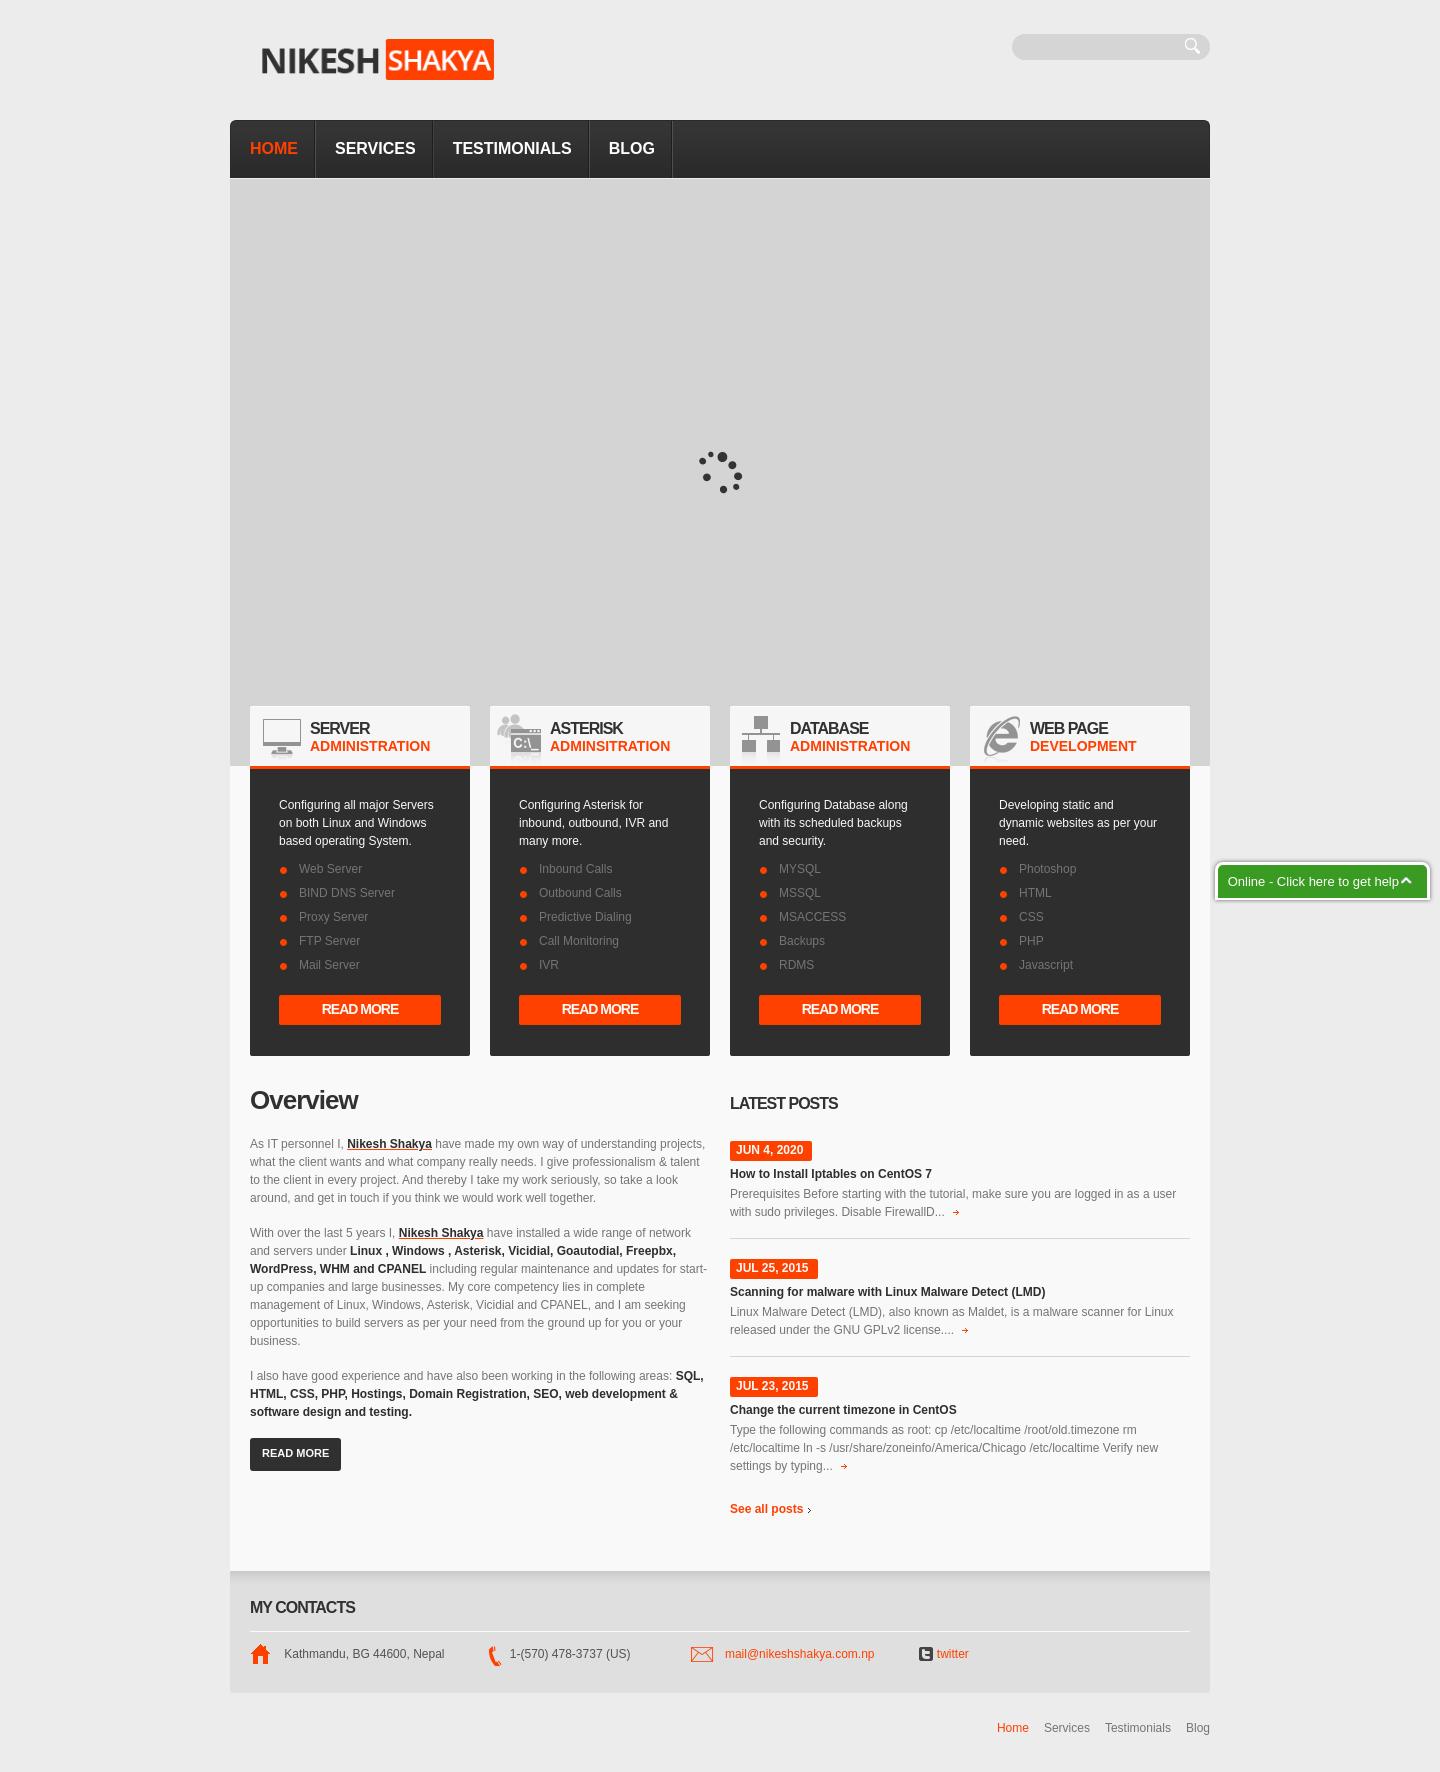 NIKESH SHAKYA
HOME
SERVICES
TESTIMONIALS
BLOG
SERVER
ADMINISTRATION
Configuring all major Servers
on both Linux and Windows
based operating System.
Web Server
BIND DNS Server
Proxy Server
FTP Server
Mail Server
READ MORE
C:\_
ASTERISK
ADMINSITRATION
Configuring Asterisk for
inbound, outbound, IVR and
many more.
Inbound Calls
Outbound Calls
Predictive Dialing
Call Monitoring
IVR
READ MORE
DATABASE
ADMINISTRATION
Configuring Database along
with its scheduled backups
and security.
MYSQL
MSSQL
MSACCESS
Backups
RDMS
READ MORE
WEB PAGE
DEVELOPMENT
Developing static and
dynamic websites as per your
need.
Photoshop
HTML
CSS
PHP
Javascript
READ MORE
Online - Click here to get help
Overview
As IT personnel I, Nikesh Shakya have made my own way of understanding projects,
what the client wants and what company really needs. I give professionalism & talent
to the client in every project. And thereby I take my work seriously, so take a look
around, and get in touch if you think we would work well together.
With over the last 5 years I, Nikesh Shakya have installed a wide range of network
and servers under Linux , Windows , Asterisk, Vicidial, Goautodial, Freepbx,
WordPress, WHM and CPANEL including regular maintenance and updates for start-
up companies and large businesses. My core competency lies in complete
management of Linux, Windows, Asterisk, Vicidial and CPANEL, and I am seeking
opportunities to build servers as per your need from the ground up for you or your
business.
I also have good experience and have also been working in the following areas: SQL,
HTML, CSS, PHP, Hostings, Domain Registration, SEO, web development &
software design and testing.
READ MORE
LATEST POSTS
JUN 4, 2020
How to Install Iptables on CentOS 7
Prerequisites Before starting with the tutorial, make sure you are logged in as a user
with sudo privileges. Disable FirewallD...
JUL 25, 2015
Scanning for malware with Linux Malware Detect (LMD)
Linux Malware Detect (LMD), also known as Maldet, is a malware scanner for Linux
released under the GNU GPLv2 license....
JUL 23, 2015
Change the current timezone in CentOS
Type the following commands as root: cp /etc/localtime /root/old.timezone rm
/etc/localtime ln -s /usr/share/zoneinfo/America/Chicago /etc/localtime Verify new
settings by typing...
See all posts
MY CONTACTS
Kathmandu, BG 44600, Nepal
1-(570) 478-3737 (US)
mail@nikeshshakya.com.np
twitter
Home
Services
Testimonials
Blog